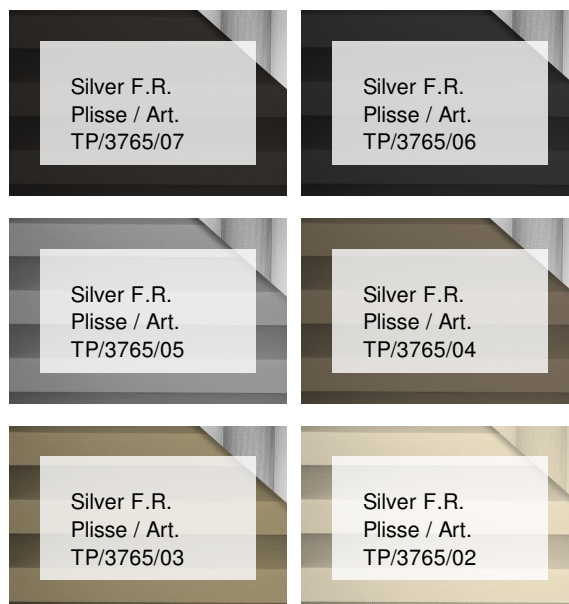 Silver F.R.
Plisse / Art.
TP/3765/07
Silver F.R.
Plisse / Art.
TP/3765/06
Silver F.R.
Plisse / Art.
TP/3765/05
Silver F.R.
Plisse / Art.
TP/3765/04
Silver F.R.
Plisse / Art.
TP/3765/03
Silver F.R.
Plisse / Art.
TP/3765/02